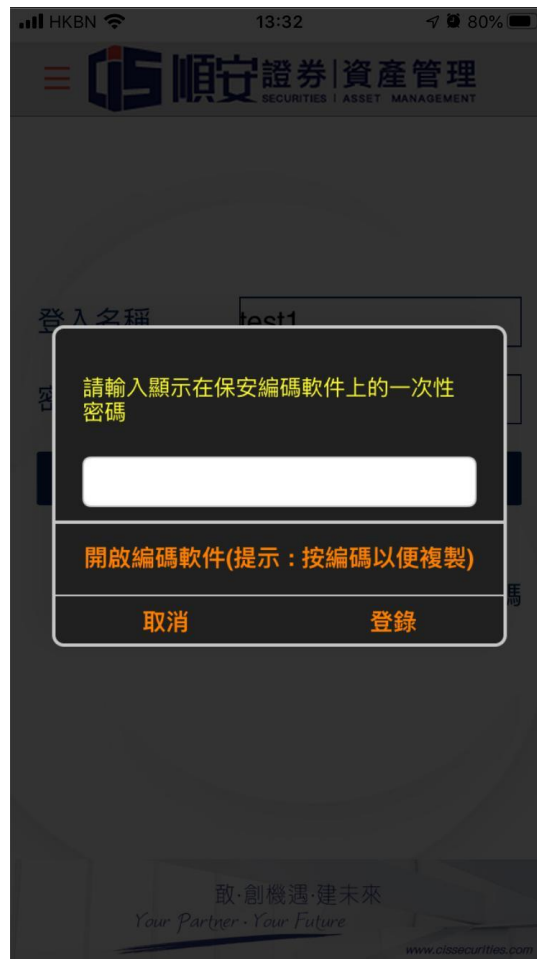 HKBN 13:32 80%
CIS 順安證券|資產管理
SECURITIES | ASSET MANAGEMENT
登入名稱 test1
密
請輸入顯示在保安編碼軟件上的一次性
密碼
開啟編碼軟件(提示：按編碼以便複製)
碼
取消 登錄
敢·創機遇·建未來
Your Partner · Your Future
www.cissecurities.com